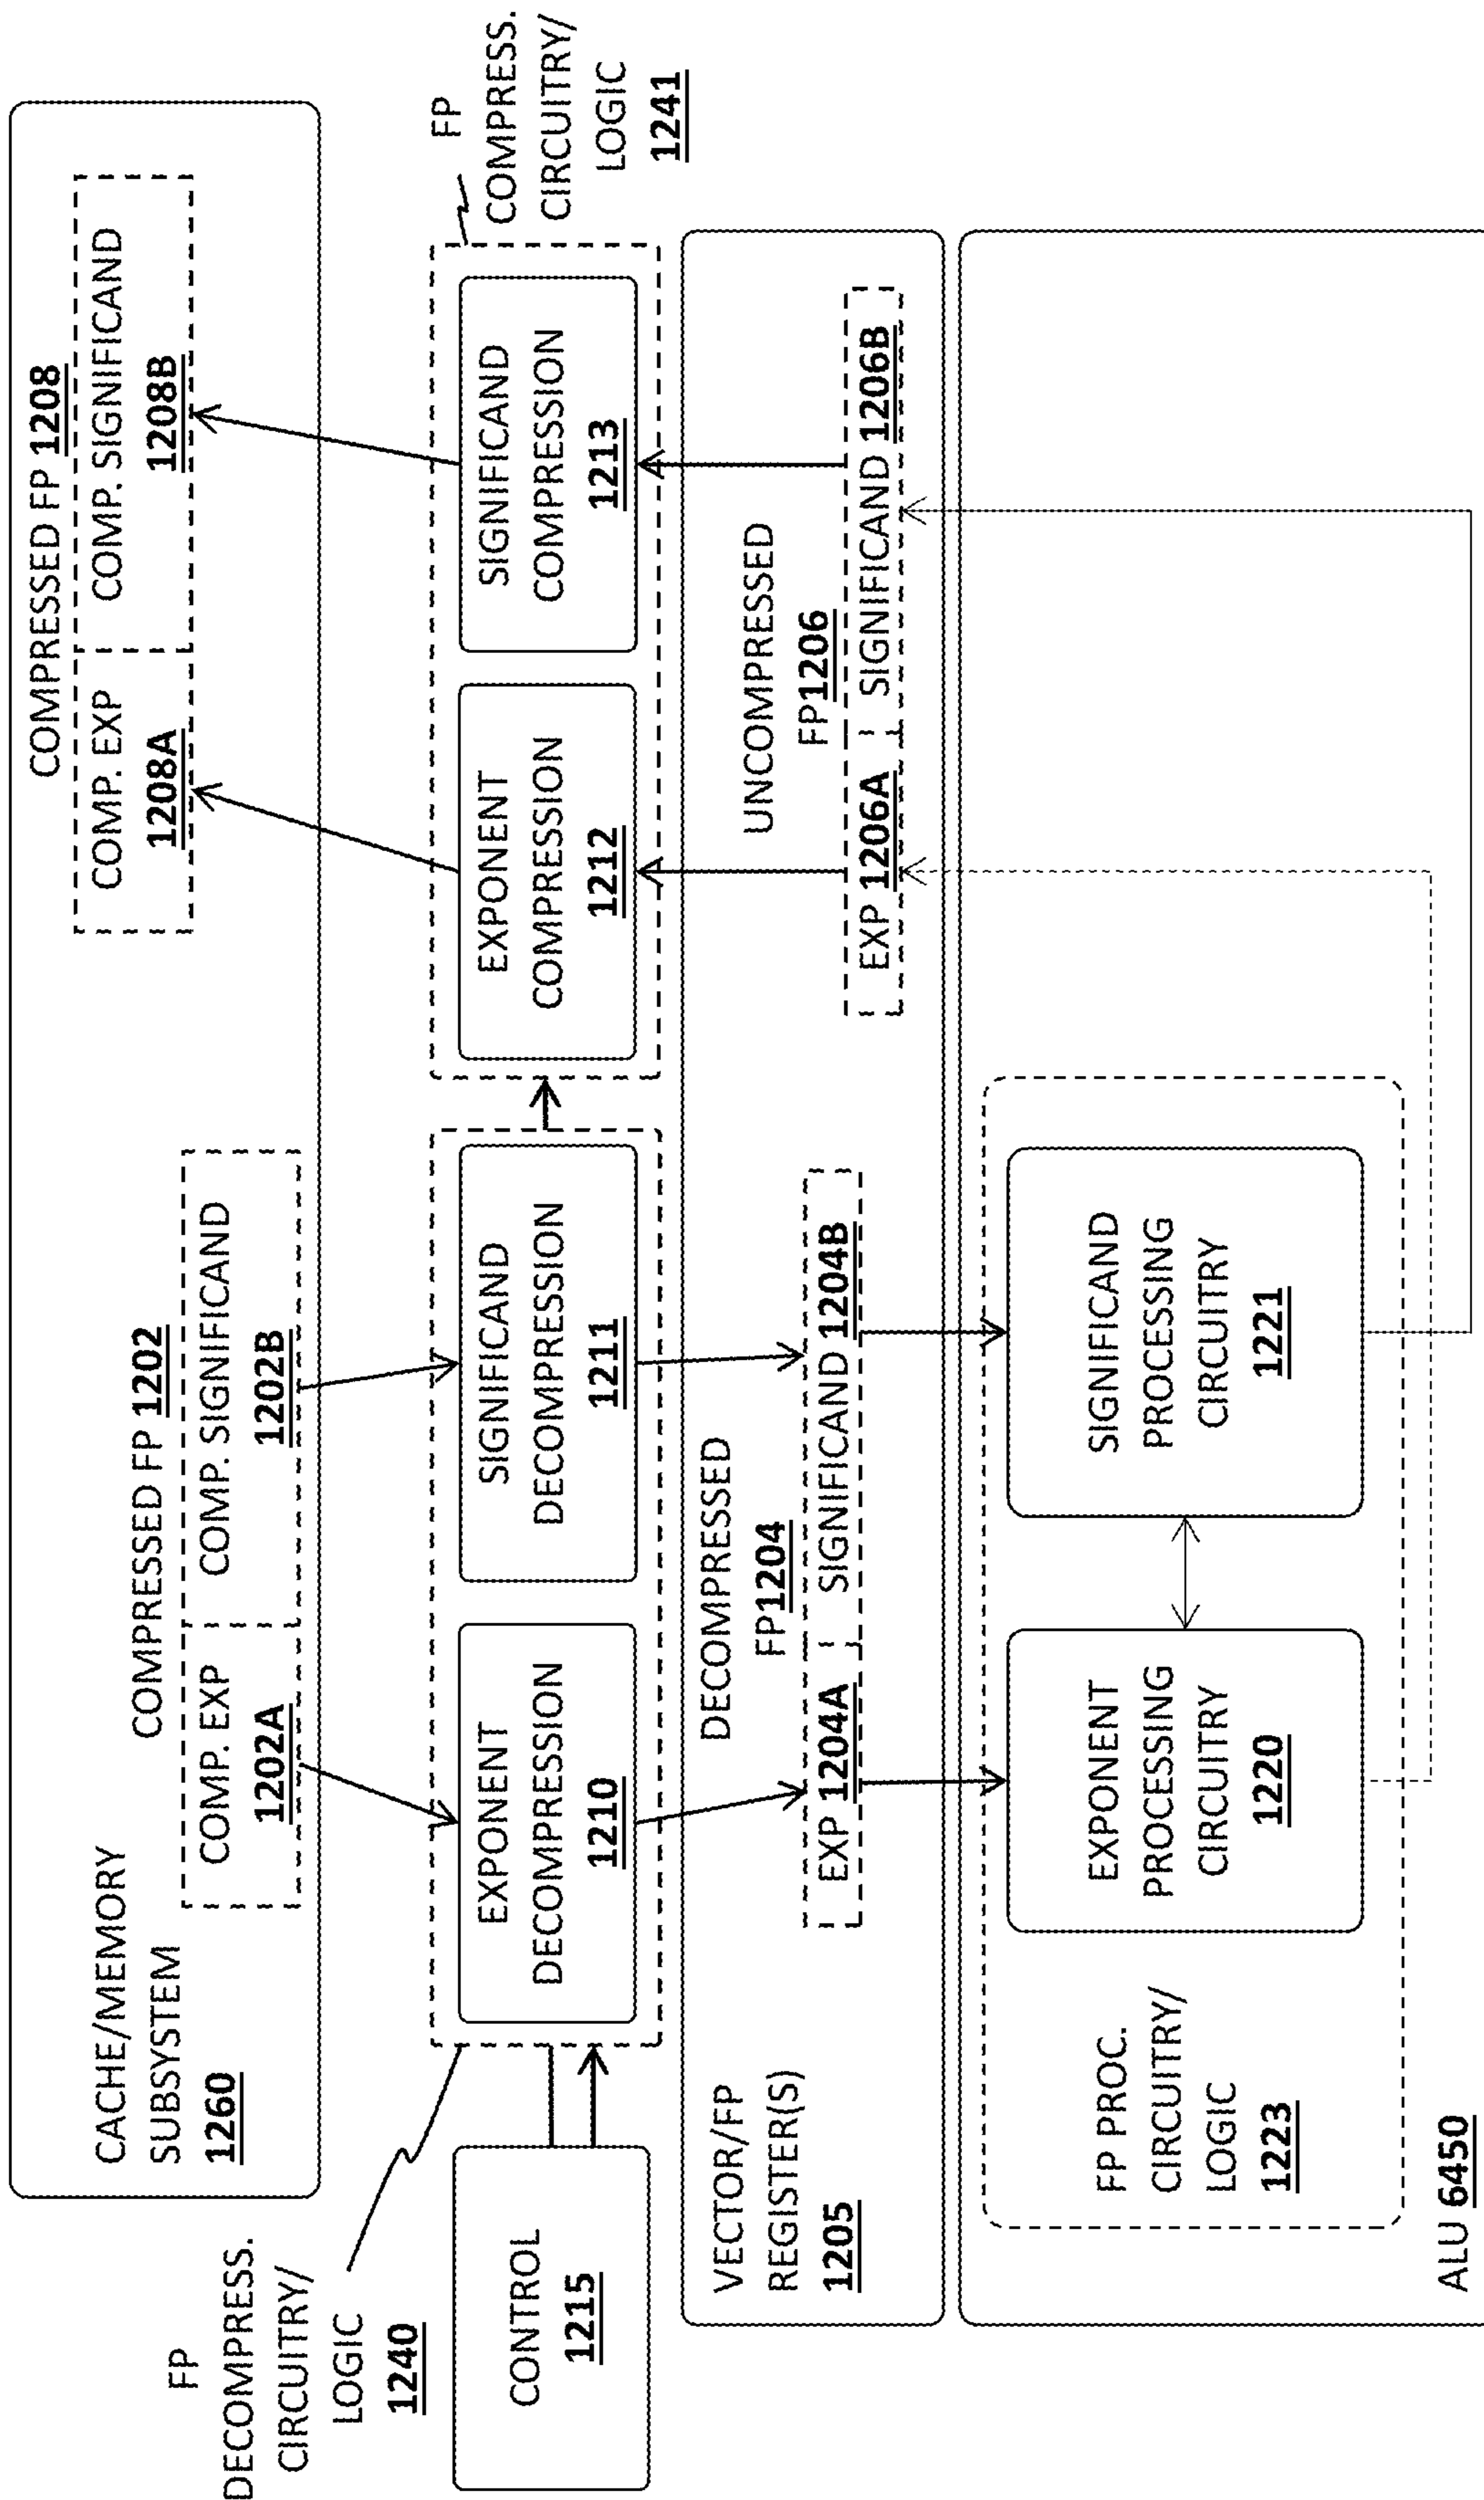 CACHE/MEMORY
SUBSYSTEM
1260
COMPRESSED FP 1202
COMP. EXP
1202A
COMP. SIGNIFICAND
1202B
COMPRESSED FP 1208
COMP. EXP
1208A
COMP. SIGNIFICAND
1208B
FP
DECOMPRESS.
CIRCUITRY/
LOGIC
1240
CONTROL
1215
EXPONENT
DECOMPRESSION
1210
SIGNIFICAND
DECOMPRESSION
1211
EXPONENT
COMPRESSION
1212
SIGNIFICAND
COMPRESSION
1213
FP
COMPRESS.
CIRCUITRY/
LOGIC
1241
VECTOR/FP
REGISTER(S)
1205
DECOMPRESSED
FP1204
EXP 1204A
SIGNIFICAND 1204B
UNCOMPRESSED
FP1206
EXP 1206A
SIGNIFICAND 1206B
FP PROC.
CIRCUITRY/
LOGIC
1223
EXPONENT
PROCESSING
CIRCUITRY
1220
SIGNIFICAND
PROCESSING
CIRCUITRY
1221
ALU 6450